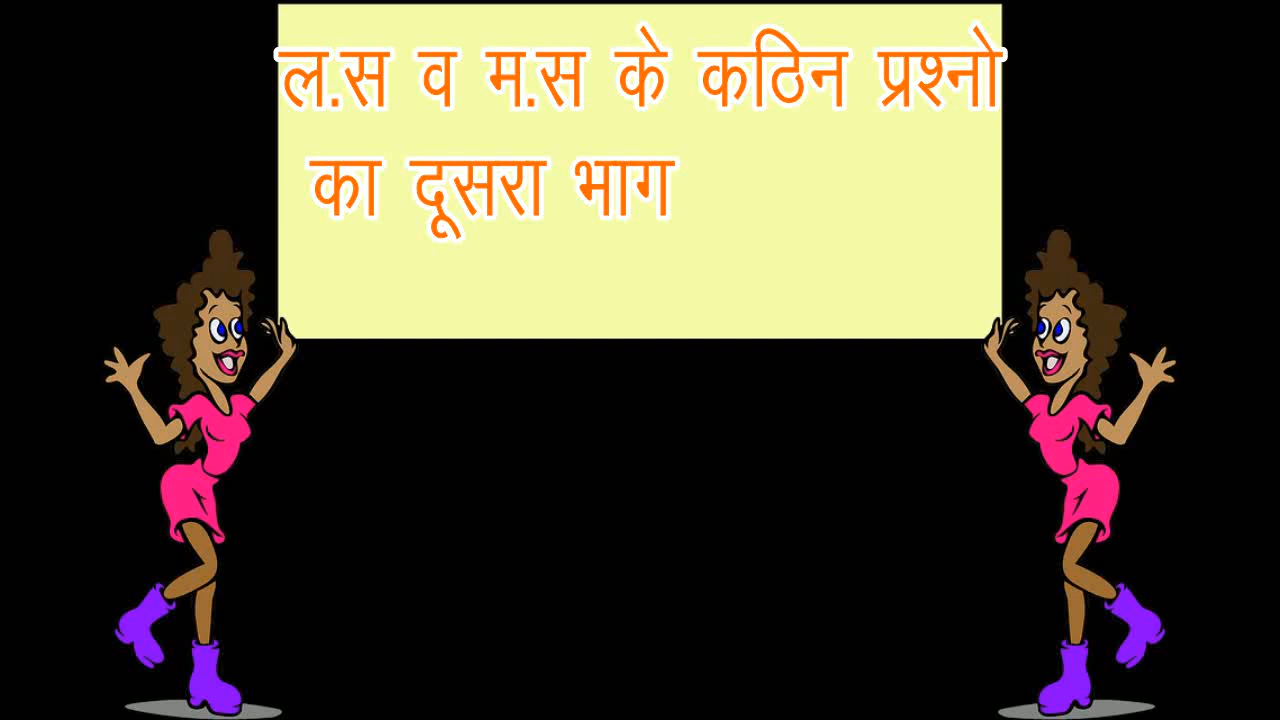 ल.स व म.स के कठिन प्रश्नो
का दूसरा भाग